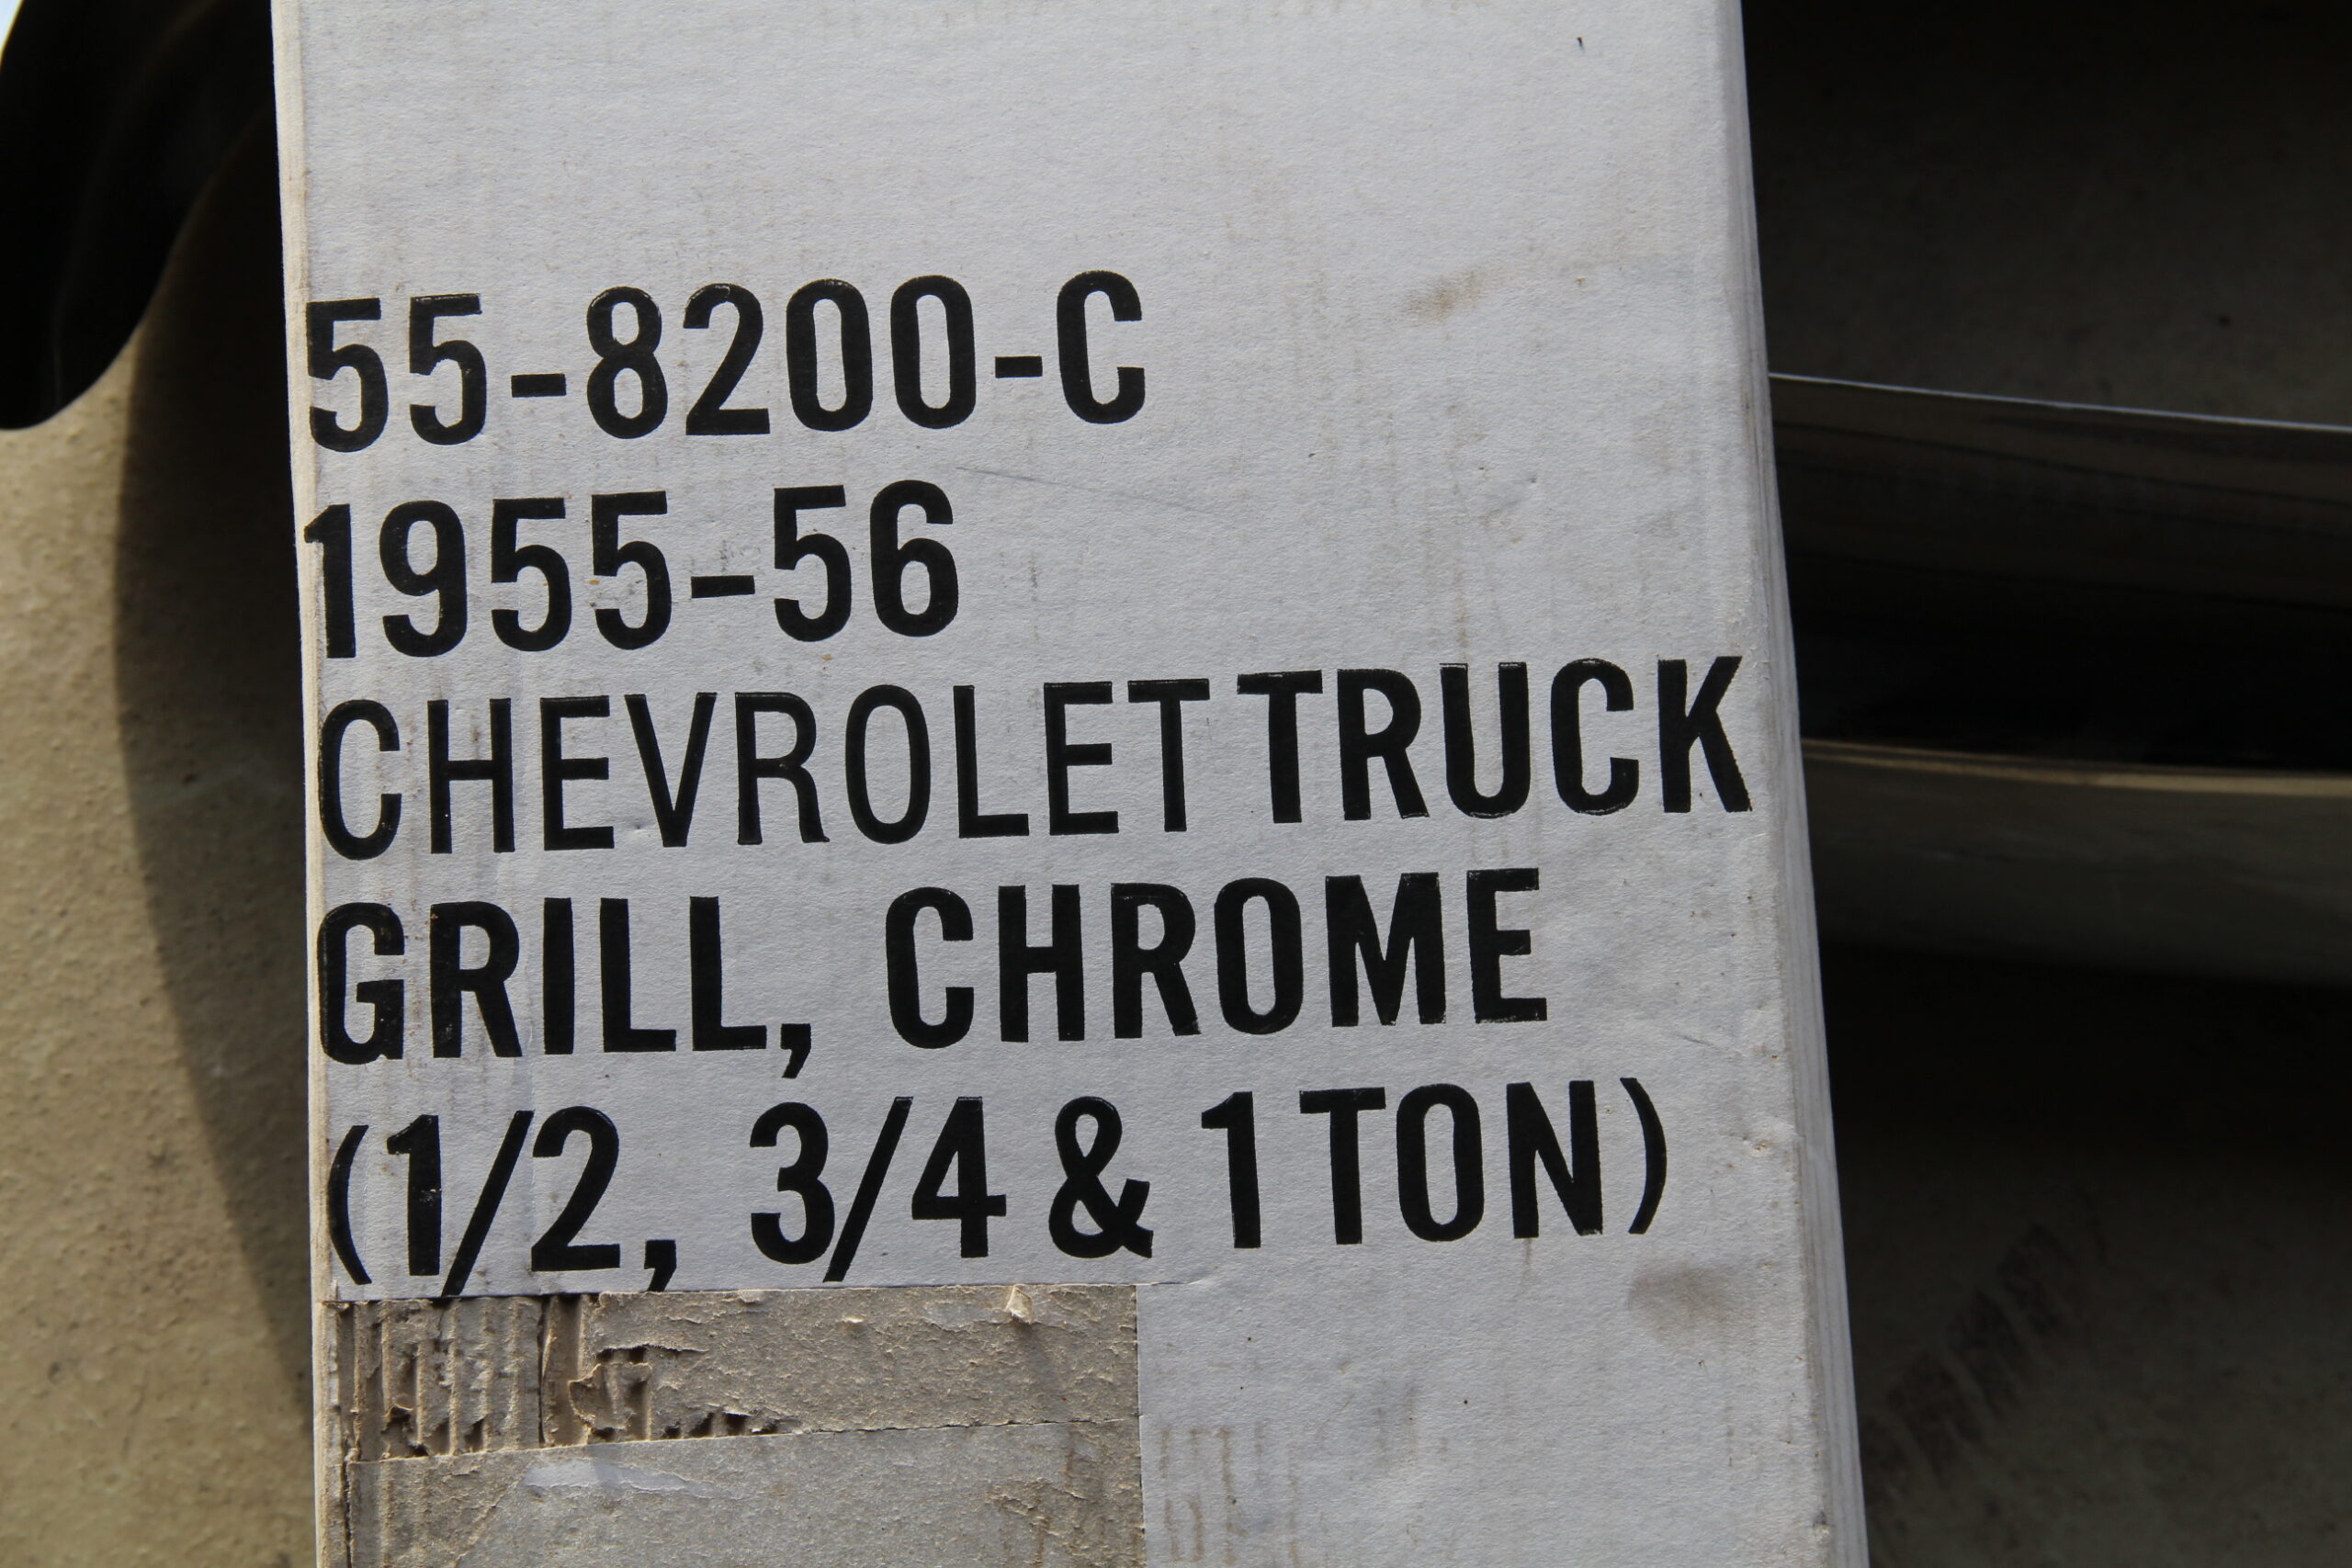 55-8200-C
1955-56
CHEVROLET TRUCK
GRILL, CHROME
(1/2, 3/4 & 1 TON)